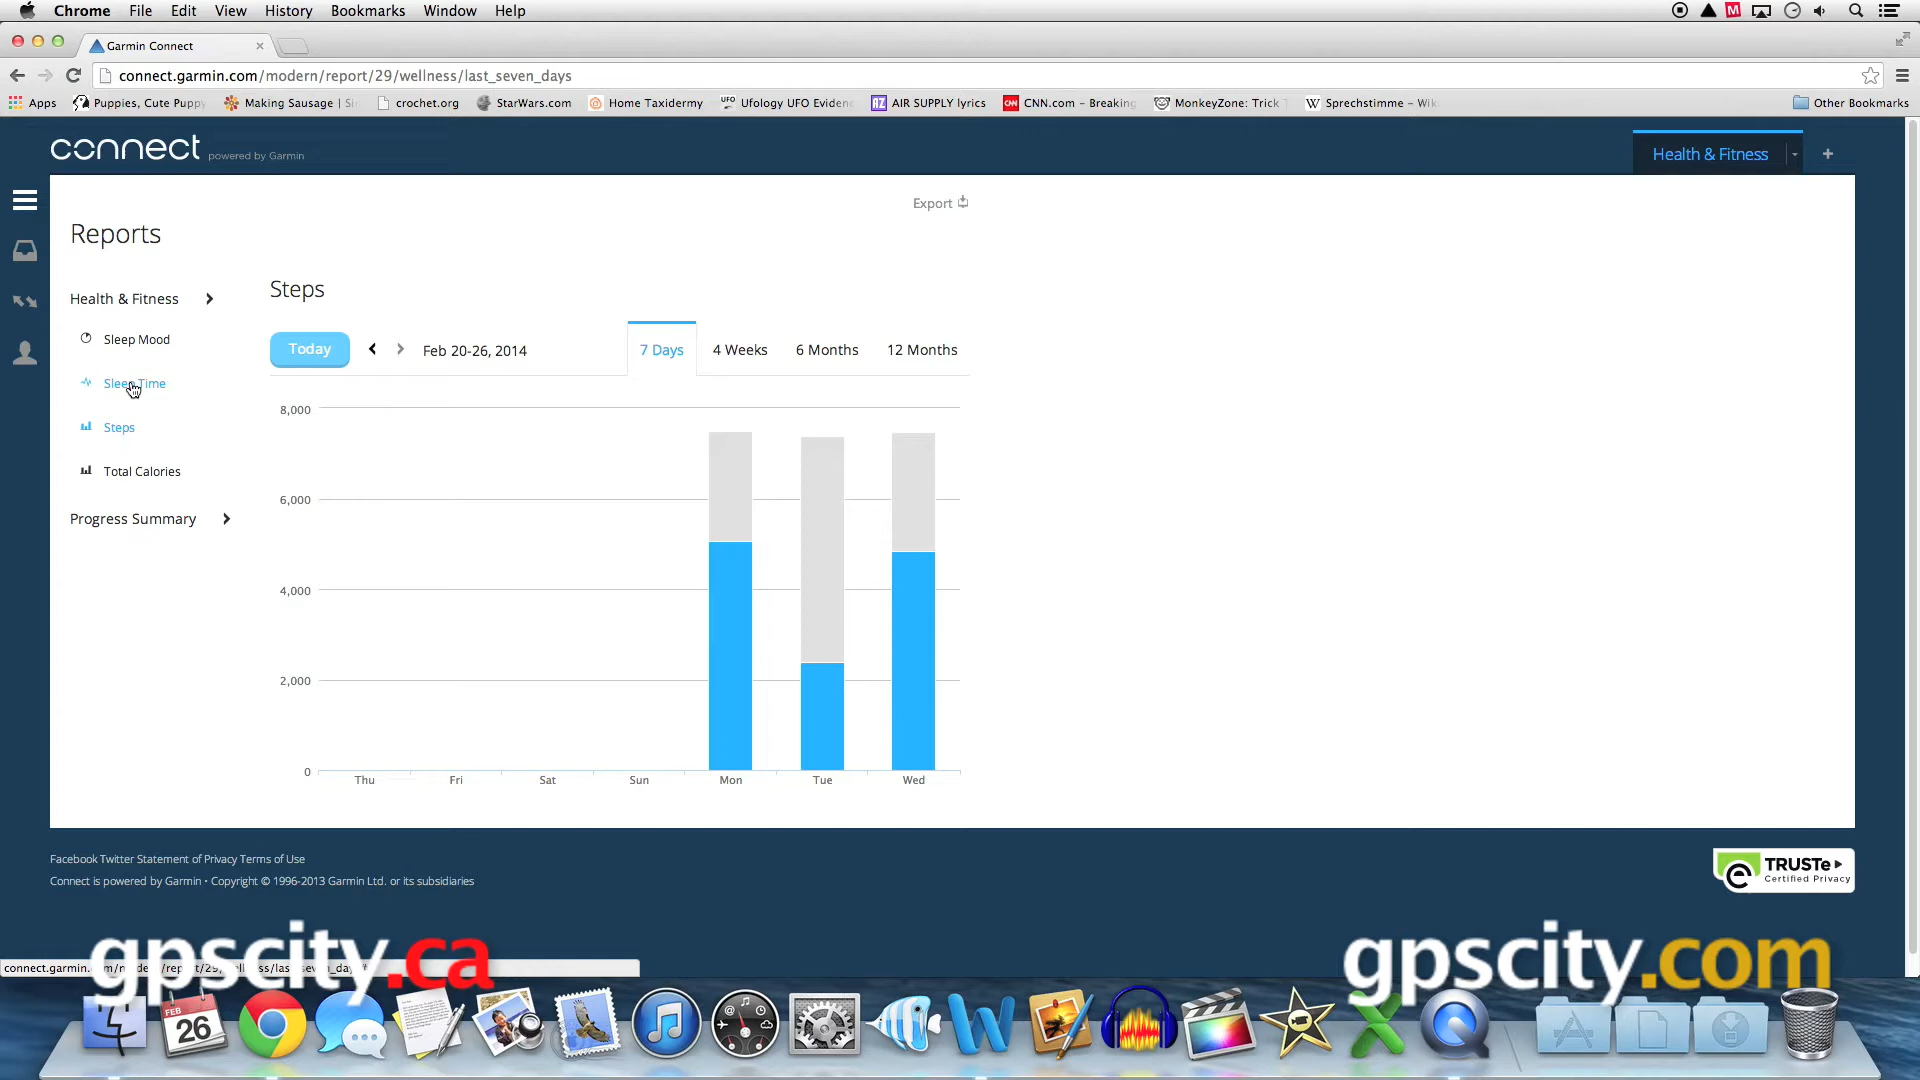 Chrome File Edit View History Bookmarks Window Help
Garmin Connect
connect.garmin.com/modern/report/29/wellness/last_seven_days
Apps Puppies, Cute Puppy Making Sausage | Si crochet.org StarWars.com Home Taxidermy UFO Ufology UFO Evidenc AZ AIR SUPPLY lyrics CNN CNN.com – Breaking MonkeyZone: Trick W Sprechstimme – Wik Other Bookmarks
connect powered by Garmin
Health & Fitness +
Export
Reports
Health & Fitness
Sleep Mood
Sleep Time
Steps
Total Calories
Progress Summary
Steps
Today Feb 20-26, 2014 7 Days 4 Weeks 6 Months 12 Months
8,000
6,000
4,000
2,000
0
Thu Fri Sat Sun Mon Tue Wed
Facebook Twitter Statement of Privacy Terms of Use
Connect is powered by Garmin • Copyright © 1996-2013 Garmin Ltd. or its subsidiaries
TRUSTe
Certified Privacy
gpscity.ca
gpscity.com
FEB
26